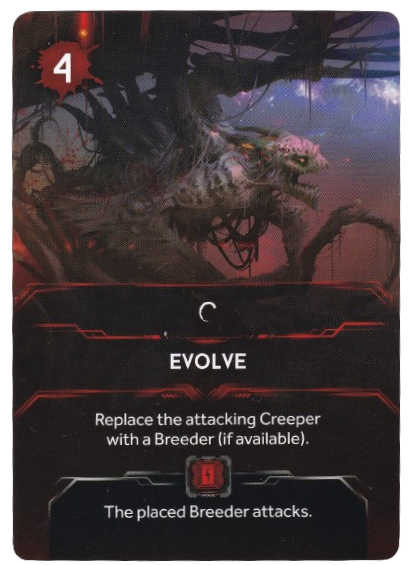 4
C
EVOLVE
Replace the attacking Creeper
with a Breeder (if available).
The placed Breeder attacks.